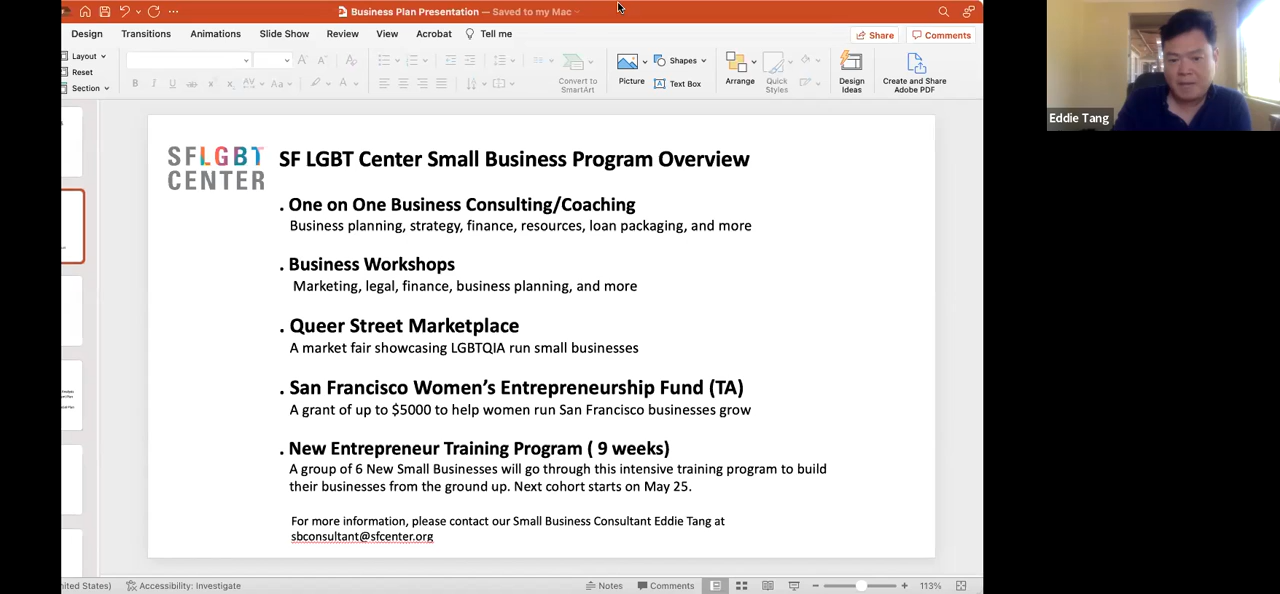 Business Plan Presentation — Saved to my Mac
Design Transitions Animations Slide Show Review View Acrobat Tell me
Share Comments
Layout
Reset
Section
Convert to
SmartArt
Picture
Shapes
Text Box
Arrange
Quick
Styles
Design
Ideas
Create and Share
Adobe PDF
Eddie Tang
SF LGBT
CENTER
SF LGBT Center Small Business Program Overview
. One on One Business Consulting/Coaching
Business planning, strategy, finance, resources, loan packaging, and more
. Business Workshops
Marketing, legal, finance, business planning, and more
. Queer Street Marketplace
A market fair showcasing LGBTQIA run small businesses
. San Francisco Women’s Entrepreneurship Fund (TA)
A grant of up to $5000 to help women run San Francisco businesses grow
. New Entrepreneur Training Program ( 9 weeks)
A group of 6 New Small Businesses will go through this intensive training program to build
their businesses from the ground up. Next cohort starts on May 25.
For more information, please contact our Small Business Consultant Eddie Tang at
sbconsultant@sfcenter.org
nited States) Accessibility: Investigate
Notes Comments 113%